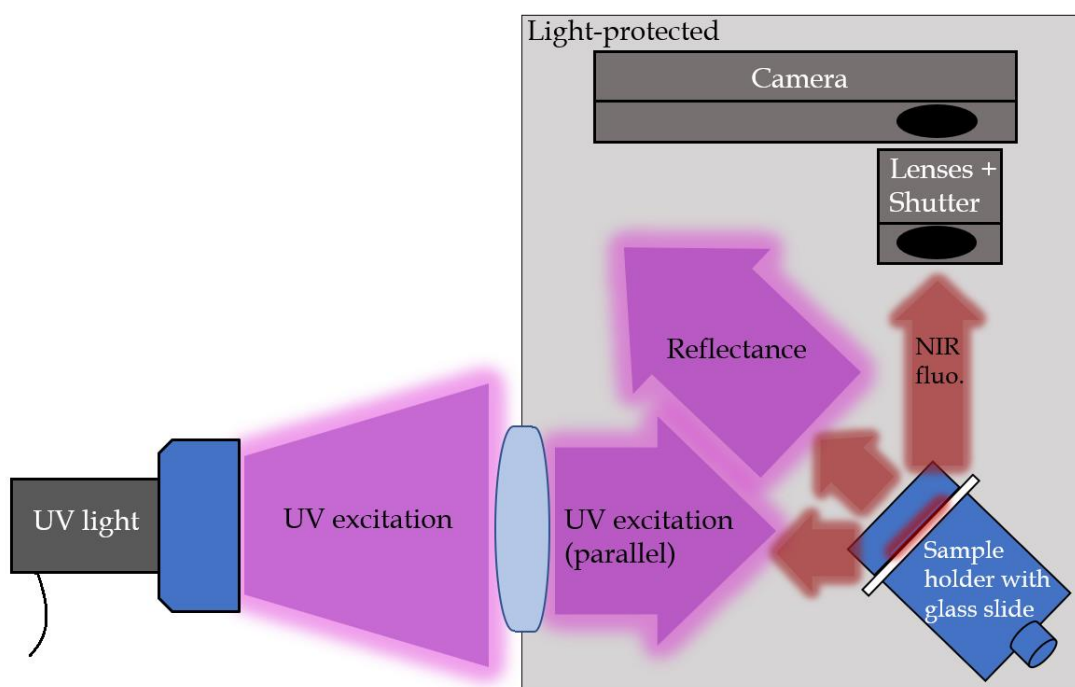 Light-protected
Camera
Lenses +
Shutter
Reflectance
NIR
fluo.
UV light
UV excitation
UV excitation
(parallel)
Sample
holder with
glass slide